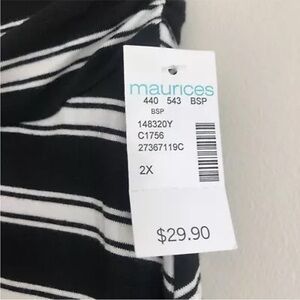 maurices
440 543 BSP
BSP
148320Y
C1756
27367119C
2X
$29.90